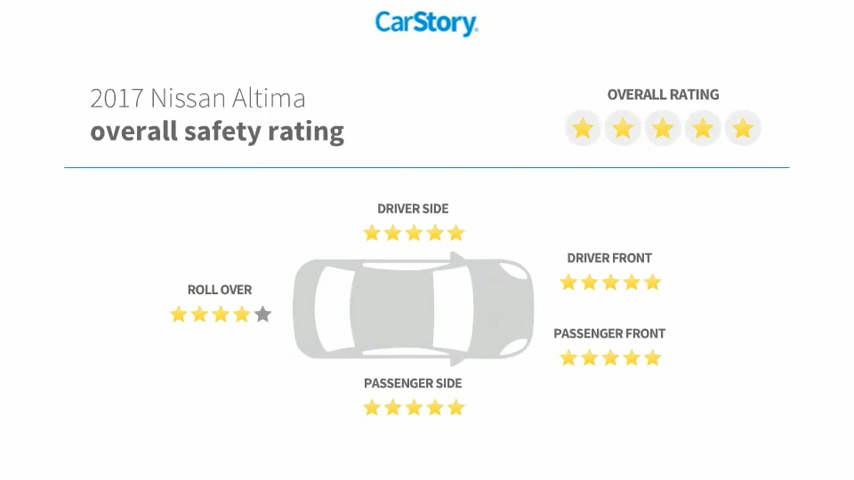 CarStory.
2017 Nissan Altima
overall safety rating
OVERALL RATING
DRIVER SIDE
DRIVER FRONT
ROLL OVER
PASSENGER FRONT
PASSENGER SIDE